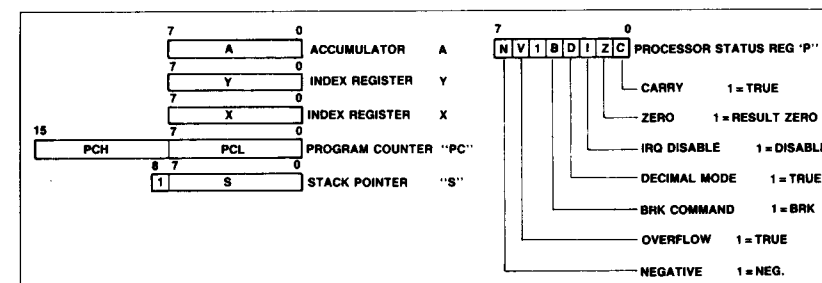 7 0
A ACCUMULATOR A
7 0
Y INDEX REGISTER Y
7 0
X INDEX REGISTER X
15 7 0
PCH PCL PROGRAM COUNTER "PC"
8 7 0
1 S STACK POINTER "S"
7 0
N V 1 B D I Z C PROCESSOR STATUS REG 'P"
CARRY 1 = TRUE
ZERO 1 = RESULT ZERO
IRQ DISABLE 1 = DISABL
DECIMAL MODE 1 = TRUE
BRK COMMAND 1 = BRK
OVERFLOW 1 = TRUE
NEGATIVE 1 = NEG.